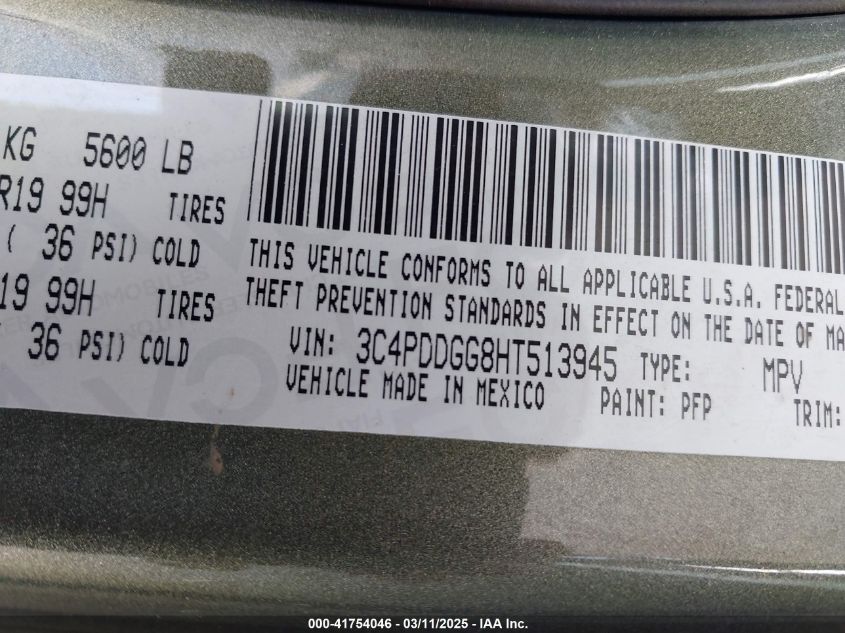 KG 5600 LB
R19 99H TIRES
( 36 PSI) COLD
19 99H TIRES
36 PSI) COLD
THIS VEHICLE CONFORMS TO ALL APPLICABLE U.S.A. FEDERAL
THEFT PREVENTION STANDARDS IN EFFECT ON THE DATE OF MA
VIN: 3C4PDDGG8HT513945 TYPE: MPV
VEHICLE MADE IN MEXICO PAINT: PFP TRIM:
000-41754046 - 03/11/2025 - IAA Inc.